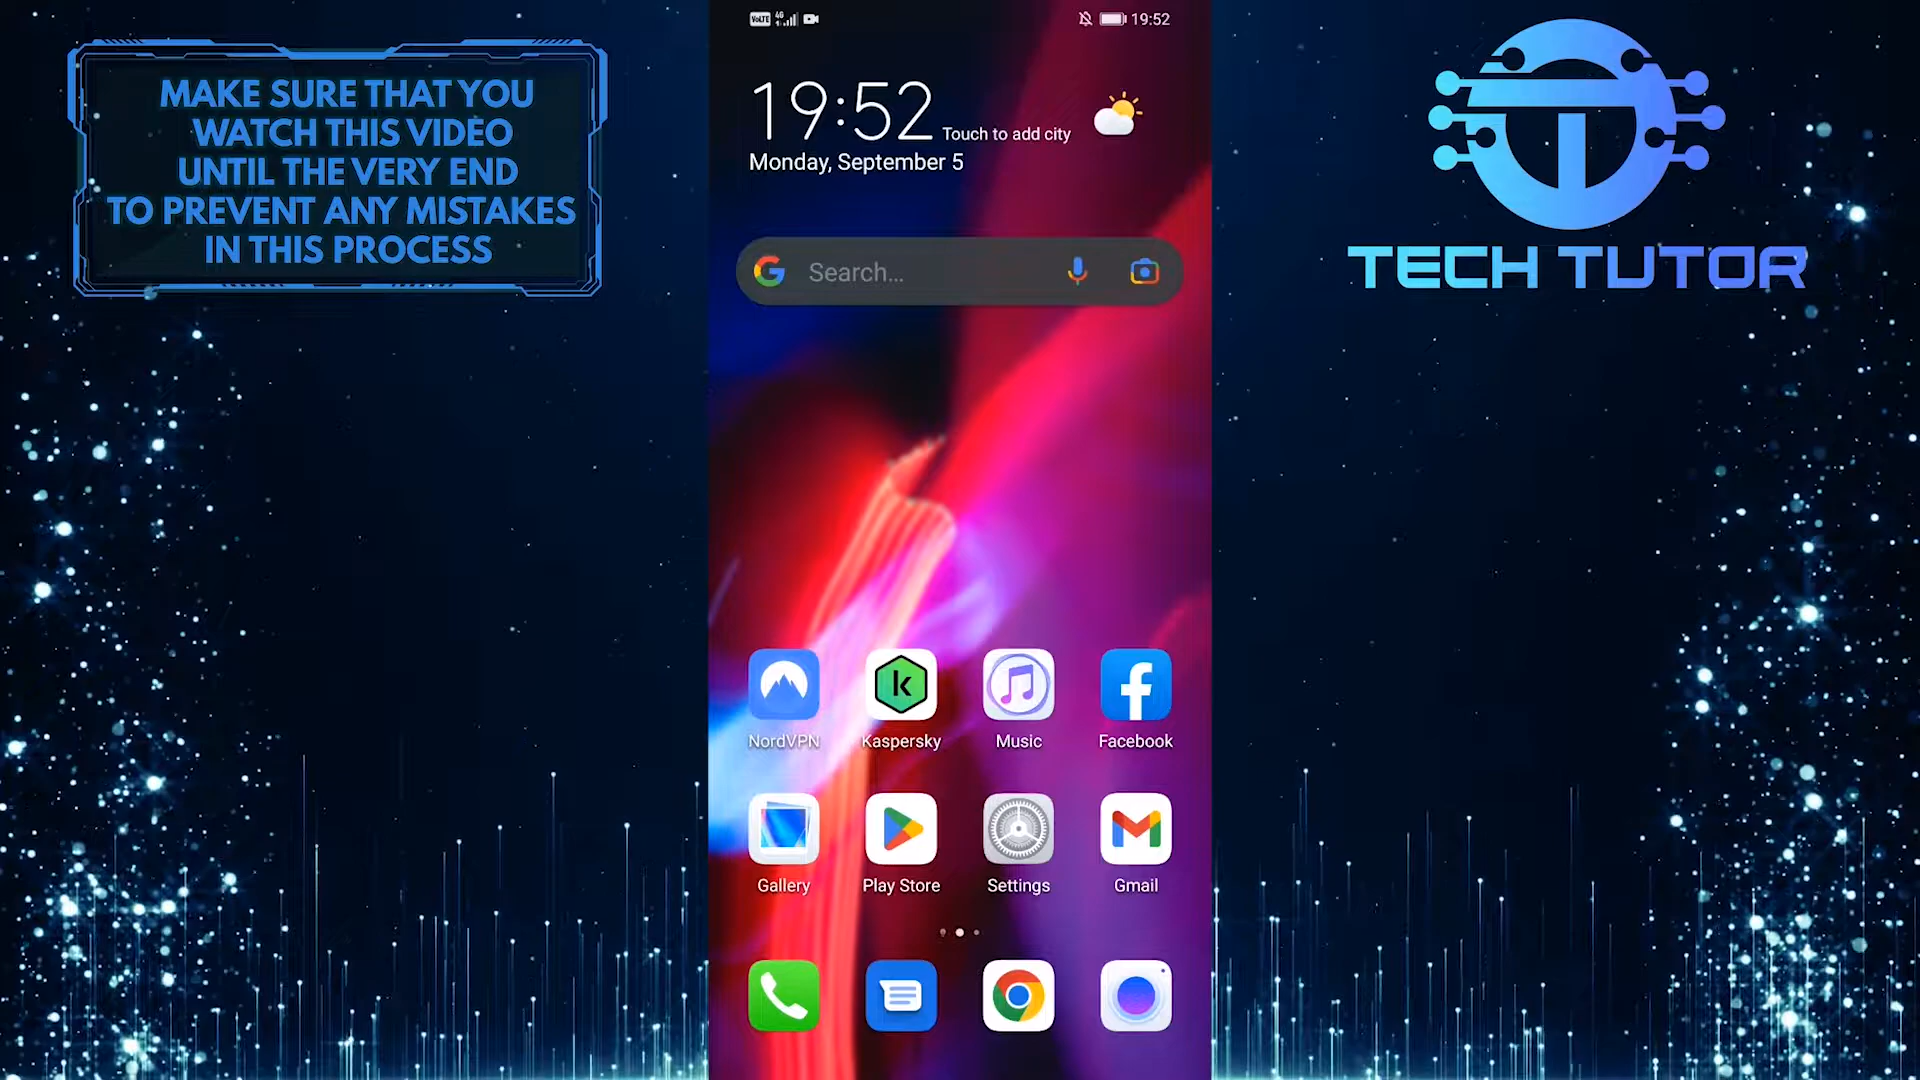 MAKE SURE THAT YOU
WATCH THIS VIDEO
UNTIL THE VERY END
TO PREVENT ANY MISTAKES
IN THIS PROCESS
VoLTE 4G 19:52
19:52 Touch to add city
Monday, September 5
Search...
NordVPN Kaspersky Music Facebook
Gallery Play Store Settings Gmail
TECH TUTOR